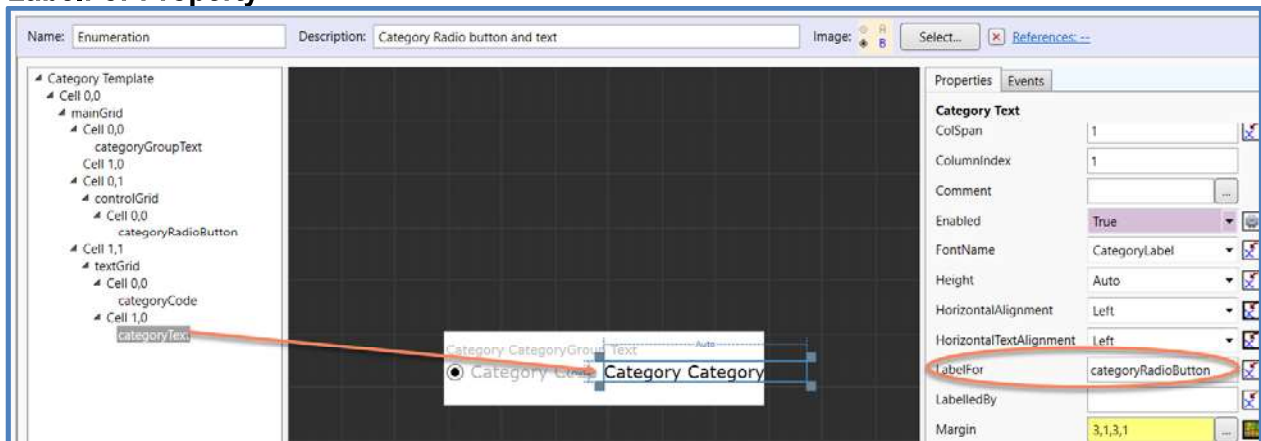 LabelFor Property
Name: Enumeration Description: Category Radio button and text Image: A B Select... References: --
Category Template
Cell 0,0
mainGrid
Cell 0,0
categoryGroupText
Cell 1,0
Cell 0,1
controlGrid
Cell 0,0
categoryRadioButton
Cell 1,1
textGrid
Cell 0,0
categoryCode
Cell 1,0
categoryText
Category CategoryGroup Text Auto
Category Code Category Category
Properties Events
Category Text
ColSpan 1
ColumnIndex 1
Comment ...
Enabled True
FontName CategoryLabel
Height Auto
HorizontalAlignment Left
HorizontalTextAlignment Left
LabelFor categoryRadioButton
LabelledBy
Margin 3,1,3,1 ...